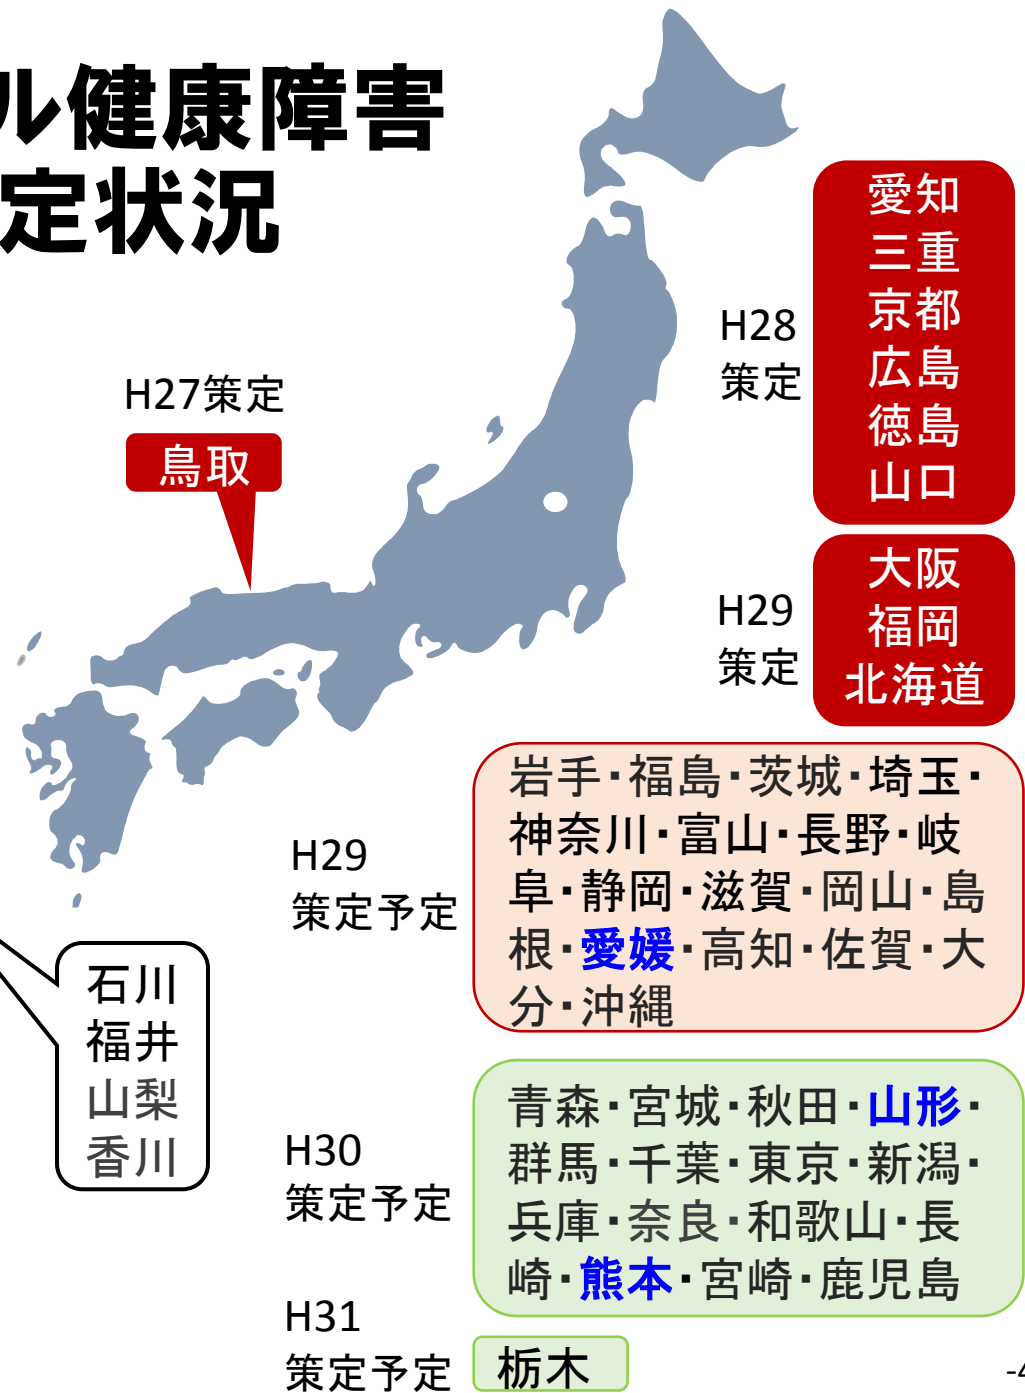 ル健康障害
定状況
H27策定
鳥取
H28
策定
愛知
三重
京都
広島
徳島
山口
H29
策定
大阪
福岡
北海道
H29
策定予定
岩手・福島・茨城・埼玉・
神奈川・富山・長野・岐
阜・静岡・滋賀・岡山・島
根・愛媛・高知・佐賀・大
分・沖縄
石川
福井
山梨
香川
H30
策定予定
青森・宮城・秋田・山形・
群馬・千葉・東京・新潟・
兵庫・奈良・和歌山・長
崎・熊本・宮崎・鹿児島
H31
策定予定
栃木
-4